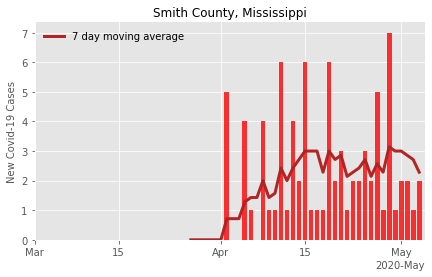 Smith County, Mississippi
7 day moving average
New Covid-19 Cases
7
6
5
4
3
2
1
0
Mar 15 Apr 15 May
2020-May